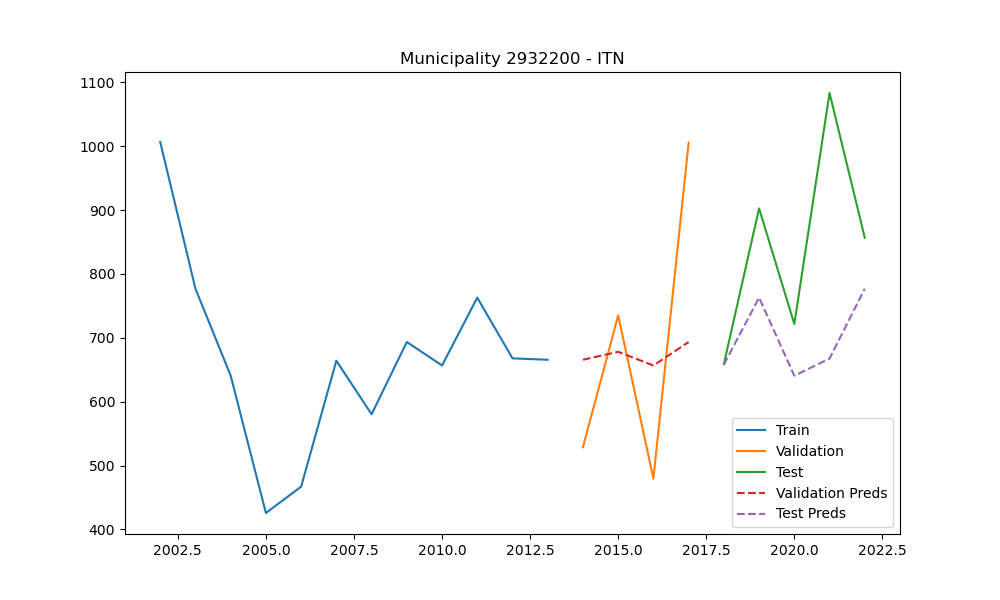 Municipality 2932200 - ITN
1100
1000
900
800
700
600
500
400
2002.5 2005.0 2007.5 2010.0 2012.5 2015.0 2017.5 2020.0 2022.5
Train
Validation
Test
Validation Preds
Test Preds